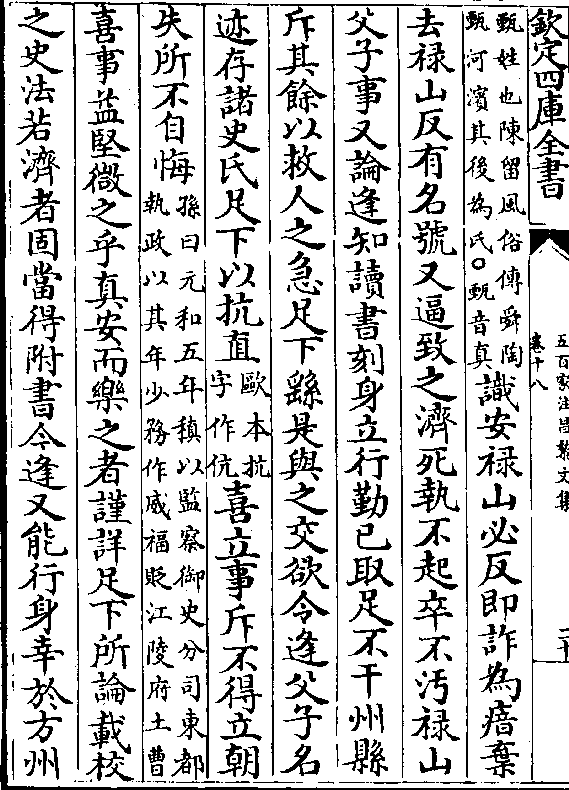 欽定四庫全書
五百家注昌黎文集
卷十八
二十
甄姓也陳留風俗傳舜陶
甄河濱其後為氏○甄音真
識安禄山必反即詐為瘖棄
去禄山反有名號又逼致之濟死執不起卒不汚禄山
父子事又論逢知讀書刻身立行勤已取足不干州縣
斥其餘以救人之急足下繇是與之交欲令逢父子名
迹存諸史氏足下以抗直
歐本抗
字作伉
喜立事斥不得立朝
失所不自悔
孫曰元和五年稹以監察御史分司東都
執政以其年少務作威福貶江陵府土曹
喜事益堅微之乎真安而樂之者謹詳足下所論載校
之史法若濟者固當得附書今逢又能行身幸於方州